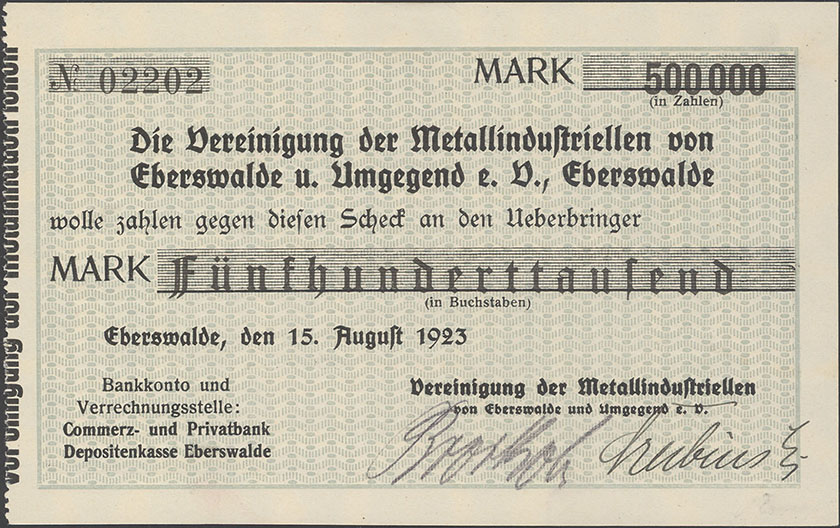 № 02202
MARK 500 000
(in Zahlen)
Die Vereinigung der Metallindustriellen von
Eberswalde u. Umgegend e. V., Eberswalde
wolle zahlen gegen diesen Scheck an den Ueberbringer
MARK Fünfhunderttausend
(in Buchstaben)
Eberswalde, den 15. August 1923
Bankkonto und
Verrechnungsstelle:
Commerz- und Privatbank
Depositenkasse Eberswalde
Vereinigung der Metallindustriellen
von Eberswalde und Umgegend e. V.